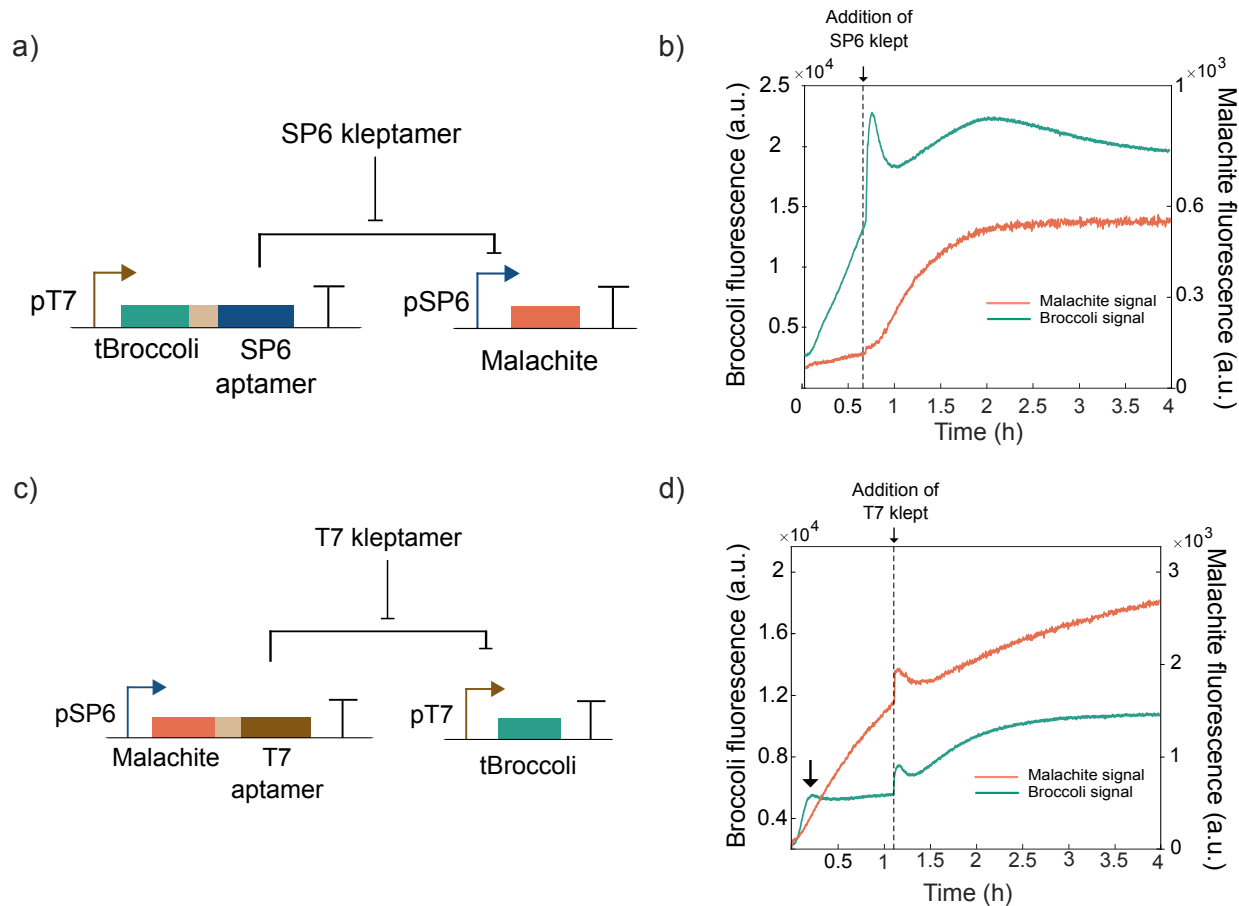 a)
SP6 kleptamer
pT7
pSP6
tBroccoli
SP6
aptamer
Malachite
b)
Addition of
SP6 klept
×10⁴
1×10³
Broccoli fluorescence (a.u.)
2.5
2
1.5
1
0.5
0
Malachite fluorescence
(a.u.)
0.6
0.3
0
Malachite signal
Broccoli signal
0 0.5 1 1.5 2 2.5 3 3.5 4
Time (h)
c)
T7 kleptamer
pSP6
pT7
Malachite
T7
aptamer
tBroccoli
d)
Addition of
T7 klept
×10⁴
×10³
Broccoli fluorescence (a.u.)
2
1.6
1.2
0.8
0.4
Malachite fluorescence
(a.u.)
3
2
1
0
Malachite signal
Broccoli signal
0.5 1 1.5 2 2.5 3 3.5 4
Time (h)